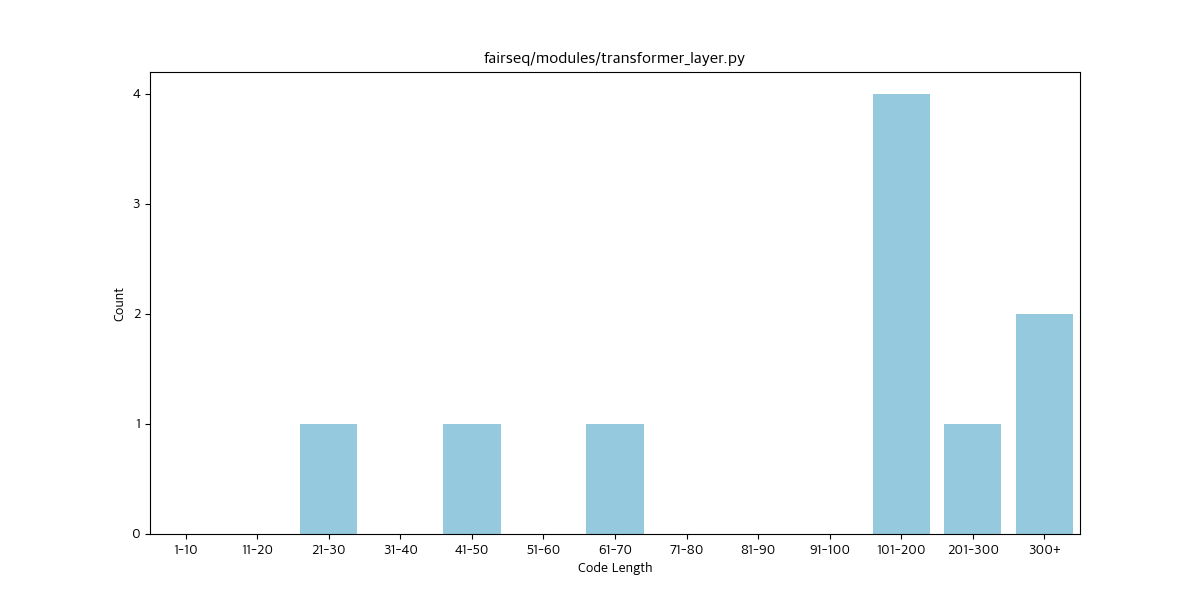 fairseq/modules/transformer_layer.py
4
3
2
1
0
Count
1-10 11-20 21-30 31-40 41-50 51-60 61-70 71-80 81-90 91-100 101-200 201-300 300+
Code Length